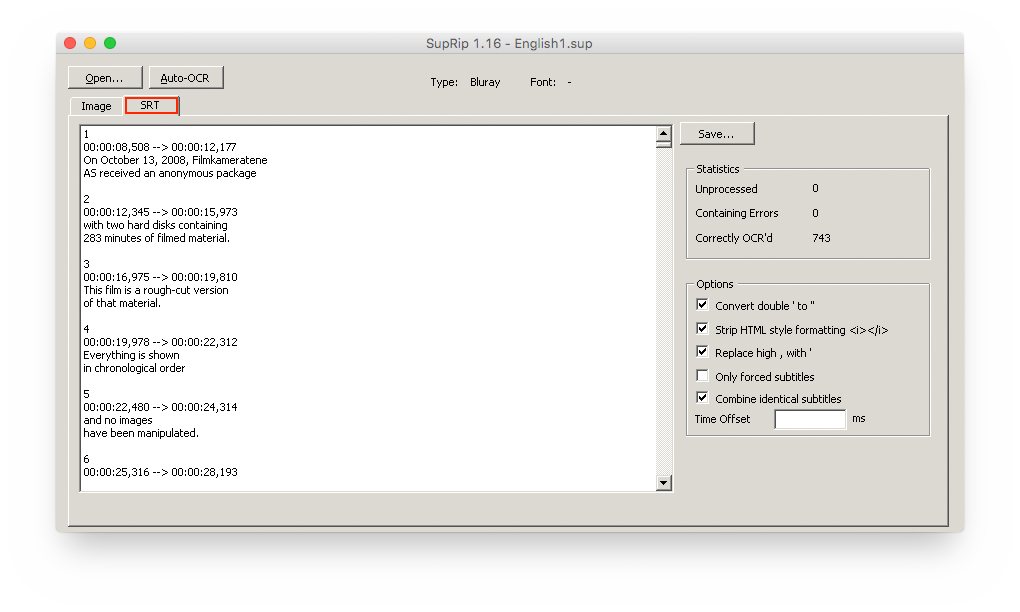 SupRip 1.16 - English1.sup
Open...
Auto-OCR
Type: Bluray
Font: -
Image
SRT
1
00:00:08,508 --> 00:00:12,177
On October 13, 2008, Filmkameratene
AS received an anonymous package
2
00:00:12,345 --> 00:00:15,973
with two hard disks containing
283 minutes of filmed material.
3
00:00:16,975 --> 00:00:19,810
This film is a rough-cut version
of that material.
4
00:00:19,978 --> 00:00:22,312
Everything is shown
in chronological order
5
00:00:22,480 --> 00:00:24,314
and no images
have been manipulated.
6
00:00:25,316 --> 00:00:28,193
Save...
Statistics
Unprocessed 0
Containing Errors 0
Correctly OCR'd 743
Options
Convert double ' to "
Strip HTML style formatting <i></i>
Replace high , with '
Only forced subtitles
Combine identical subtitles
Time Offset ms